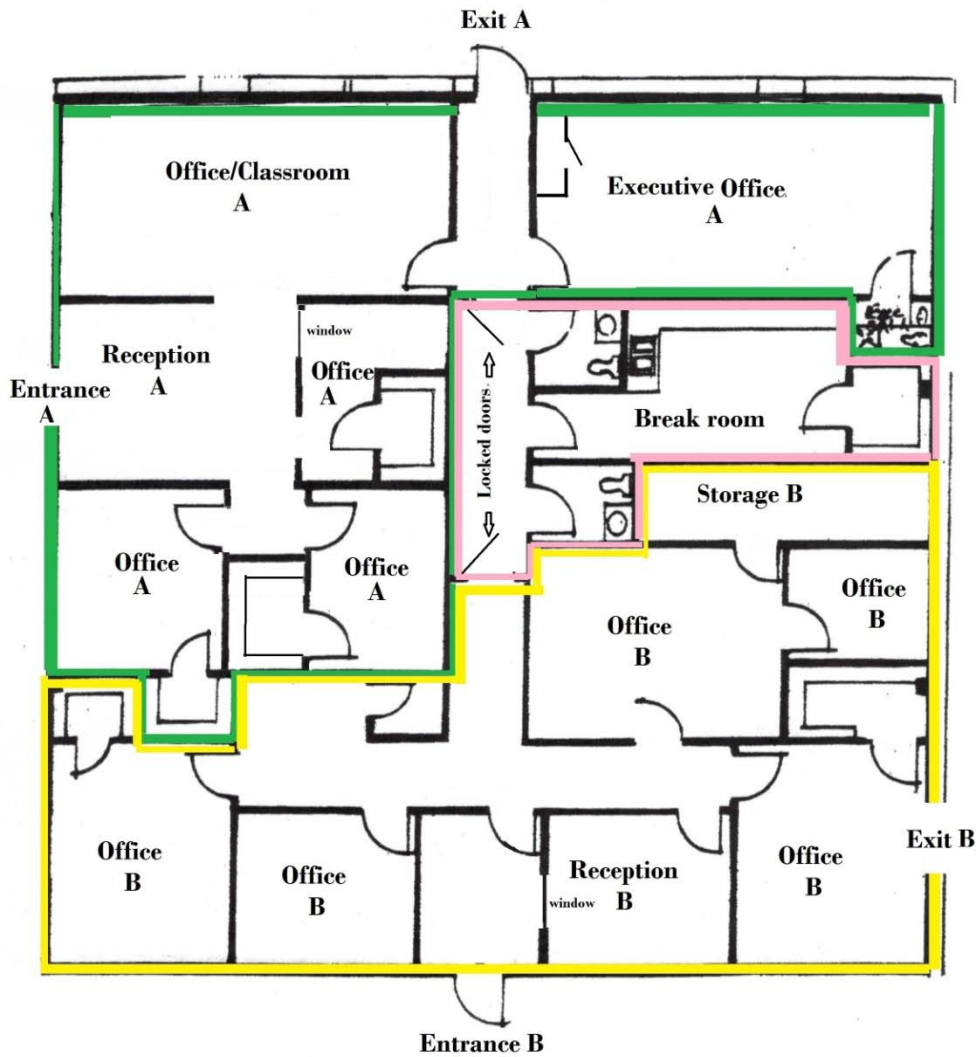 Exit A
Office/Classroom
A
Executive Office
A
window
Reception
A
Office
A
Entrance
A
Locked doors
Break room
Storage B
Office
A
Office
A
Office
B
Office
B
Office
B
Office
B
Reception
B
window
Office
B
Exit B
Entrance B